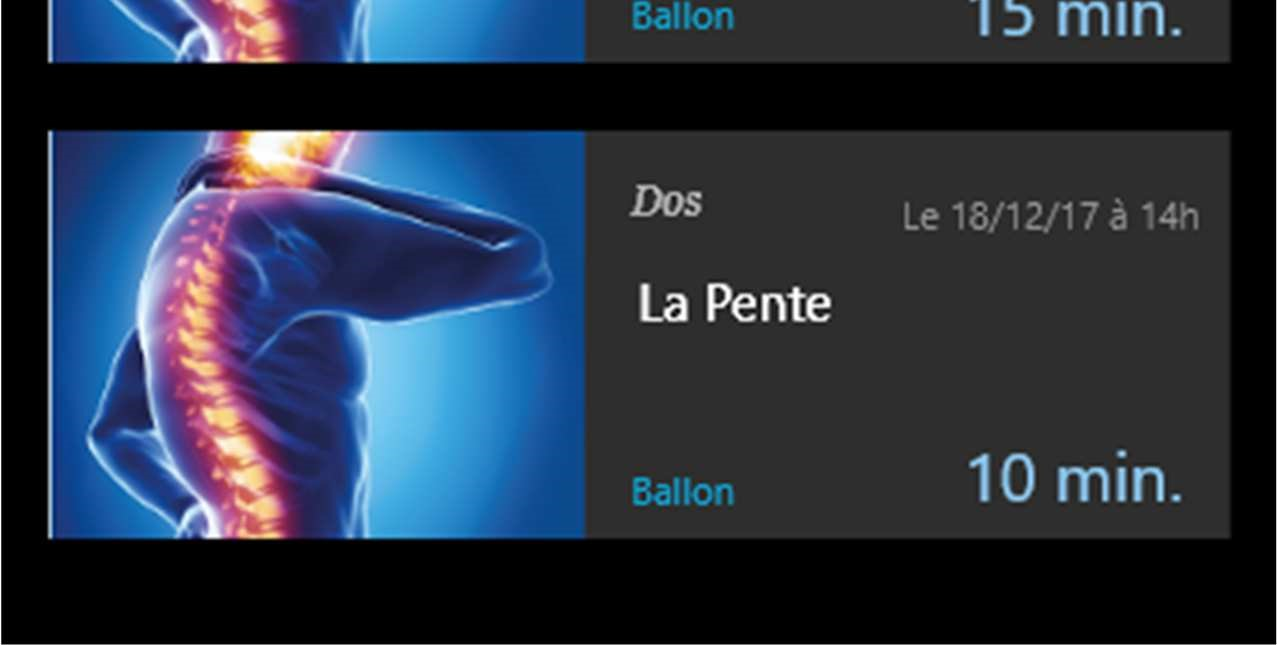 Ballon 15 min.
Dos Le 18/12/17 à 14h
La Pente
Ballon 10 min.